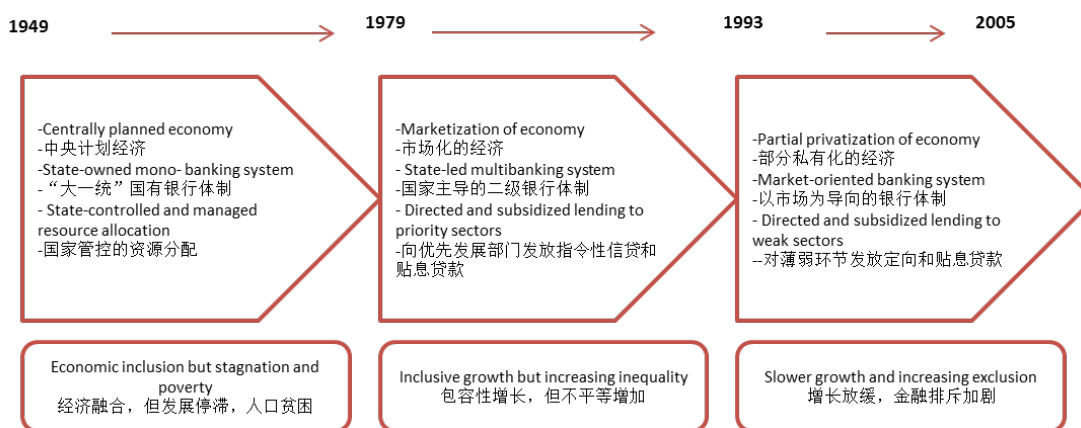 1949
1979
1993
2005
-Centrally planned economy
-中央计划经济
-State-owned mono- banking system
-“大一统”国有银行体制
- State-controlled and managed
resource allocation
-国家管控的资源分配
-Marketization of economy
-市场化的经济
- State-led multibanking system
-国家主导的二级银行体制
- Directed and subsidized lending to
priority sectors
-向优先发展部门发放指令性信贷和
贴息贷款
-Partial privatization of economy
-部分私有化的经济
-Market-oriented banking system
-以市场为导向的银行体制
- Directed and subsidized lending to
weak sectors
--对薄弱环节发放定向和贴息贷款
Economic inclusion but stagnation and
poverty
经济融合，但发展停滞，人口贫困
Inclusive growth but increasing inequality
包容性增长，但不平等增加
Slower growth and increasing exclusion
增长放缓，金融排斥加剧